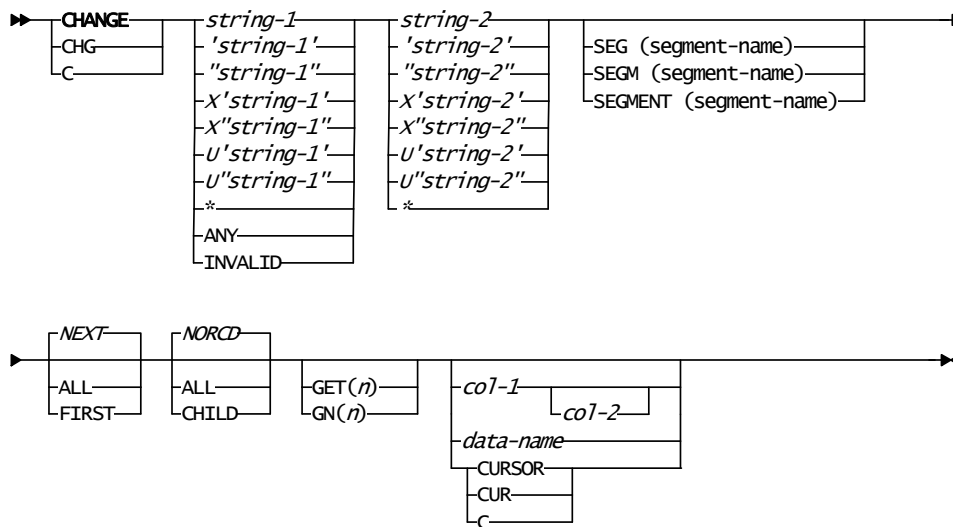 CHANGE string-1 string-2
CHG 'string-1' 'string-2' SEG (segment-name)
C "string-1" "string-2" SEGM (segment-name)
X'string-1' X'string-2' SEGMENT (segment-name)
X"string-1" X"string-2"
U'string-1' U'string-2'
U"string-1" U"string-2"
* *
ANY
INVALID
NEXT NORCD
ALL ALL GET(n) col-1
FIRST CHILD GN(n) col-2
data-name
CURSOR
CUR
C